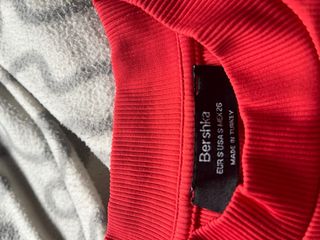 Bershka
EUR S USA S MEX 26
MADE IN TURKEY